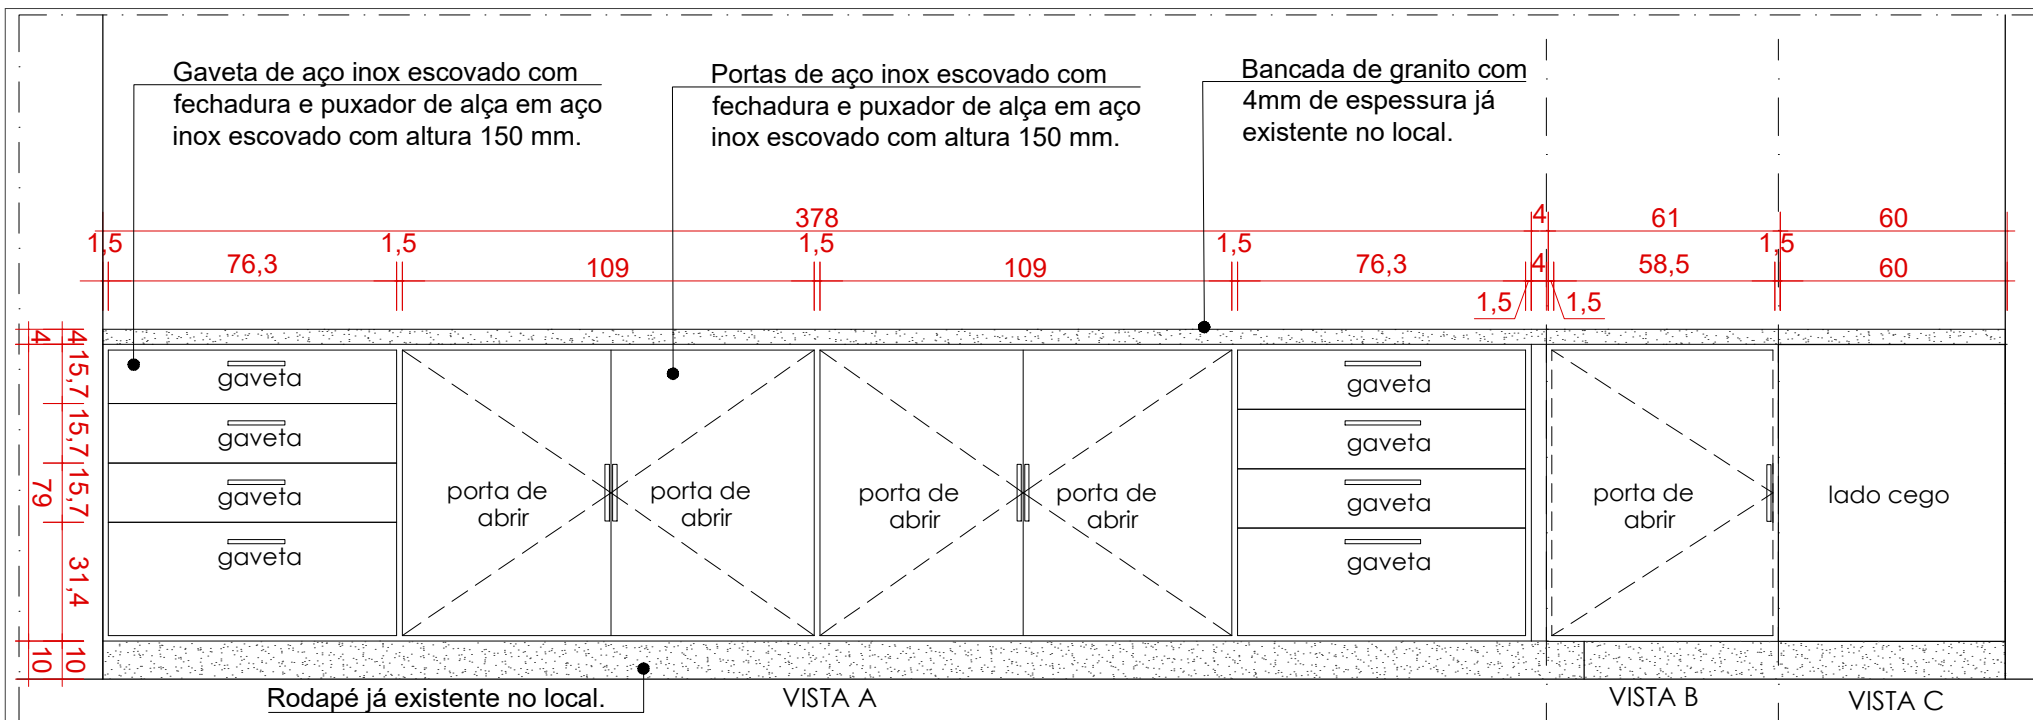 Gaveta de aço inox escovado com
fechadura e puxador de alça em aço
inox escovado com altura 150 mm.
Portas de aço inox escovado com
fechadura e puxador de alça em aço
inox escovado com altura 150 mm.
Bancada de granito com
4mm de espessura já
existente no local.
378
4
61
60
1,5
1,5
1,5
1,5
1,5
76,3
109
109
76,3
4
58,5
60
1,5
1,5
4
4
15,7
15,7
15,7
31,4
79
10
10
gaveta
gaveta
gaveta
gaveta
porta de
abrir
porta de
abrir
porta de
abrir
porta de
abrir
gaveta
gaveta
gaveta
gaveta
porta de
abrir
lado cego
Rodapé já existente no local.
VISTA A
VISTA B
VISTA C